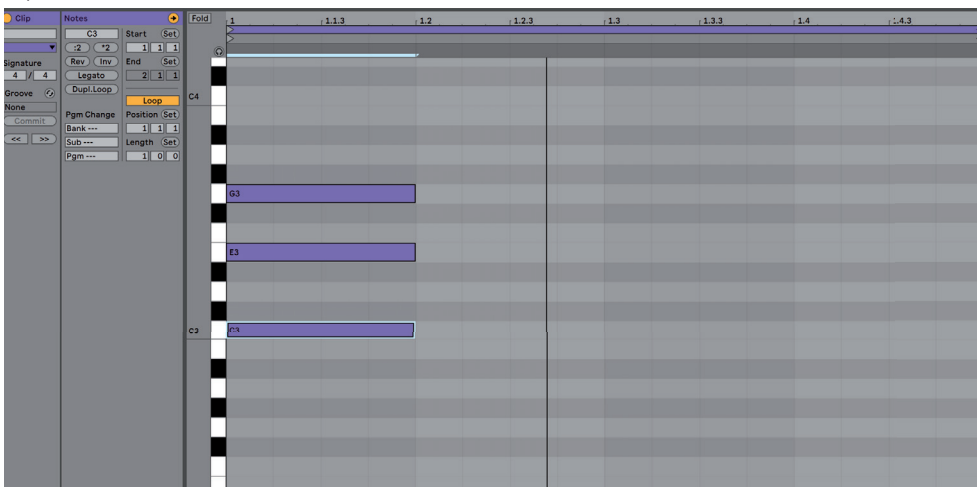 Clip
Notes
Fold
1
1.1.3
1.2
1.2.3
1.3
1.3.3
1.4
1.4.3
C3
Start
Set
:2
*2
1 1 1
Signature
Rev
Inv
End
Set
4 / 4
Legato
2 1 1
Groove
Dupl.Loop
Loop
None
Pgm Change
Position
Set
Commit
Bank ---
1 1 1
<<
>>
Sub ---
Length
Set
Pgm ---
1 0 0
C4
G3
E3
C3
C3